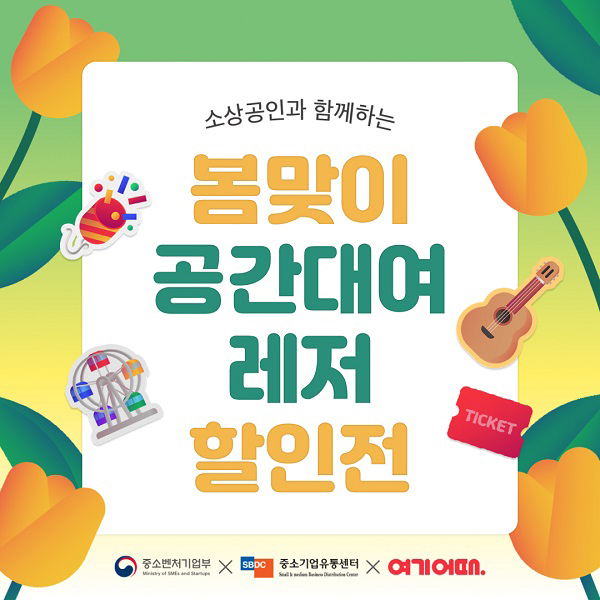 소상공인과 함께하는
봄맞이
공간대여
레저
할인전
TICKET
중소벤처기업부
Ministry of SMEs and Startups
×
SBDC
중소기업유통센터
Small & medium Business Distribution Center
×
여기어때.